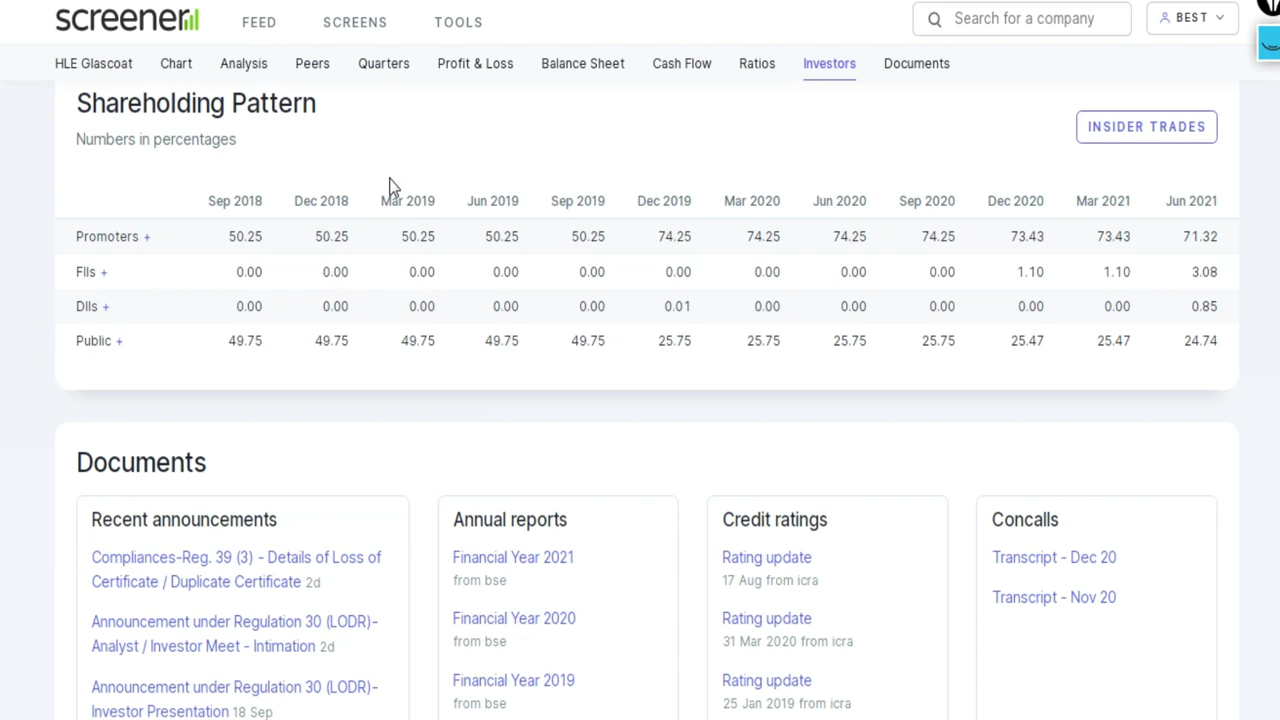 screener FEED SCREENS TOOLS Search for a company BEST
HLE Glascoat Chart Analysis Peers Quarters Profit & Loss Balance Sheet Cash Flow Ratios Investors Documents
Shareholding Pattern
Numbers in percentages
INSIDER TRADES
Sep 2018 Dec 2018 Mar 2019 Jun 2019 Sep 2019 Dec 2019 Mar 2020 Jun 2020 Sep 2020 Dec 2020 Mar 2021 Jun 2021
Promoters + 50.25 50.25 50.25 50.25 50.25 74.25 74.25 74.25 74.25 73.43 73.43 71.32
FIIs + 0.00 0.00 0.00 0.00 0.00 0.00 0.00 0.00 0.00 1.10 1.10 3.08
DIIs + 0.00 0.00 0.00 0.00 0.00 0.01 0.00 0.00 0.00 0.00 0.00 0.85
Public + 49.75 49.75 49.75 49.75 49.75 25.75 25.75 25.75 25.75 25.47 25.47 24.74
Documents
Recent announcements
Compliances-Reg. 39 (3) - Details of Loss of
Certificate / Duplicate Certificate 2d
Announcement under Regulation 30 (LODR)-
Analyst / Investor Meet - Intimation 2d
Announcement under Regulation 30 (LODR)-
Investor Presentation 18 Sep
Annual reports
Financial Year 2021
from bse
Financial Year 2020
from bse
Financial Year 2019
from bse
Credit ratings
Rating update
17 Aug from icra
Rating update
31 Mar 2020 from icra
Rating update
25 Jan 2019 from icra
Concalls
Transcript - Dec 20
Transcript - Nov 20